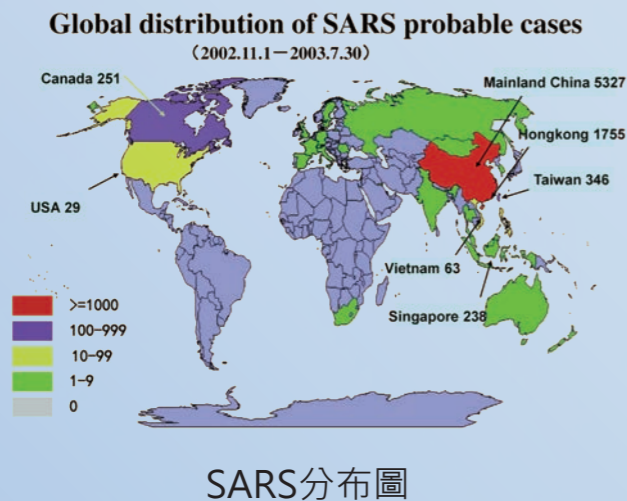 Global distribution of SARS probable cases
（2002.11.1－2003.7.30）
Canada 251
Mainland China 5327
Hongkong 1755
Taiwan 346
USA 29
Vietnam 63
Singapore 238
>=1000
100-999
10-99
1-9
0
SARS分布圖